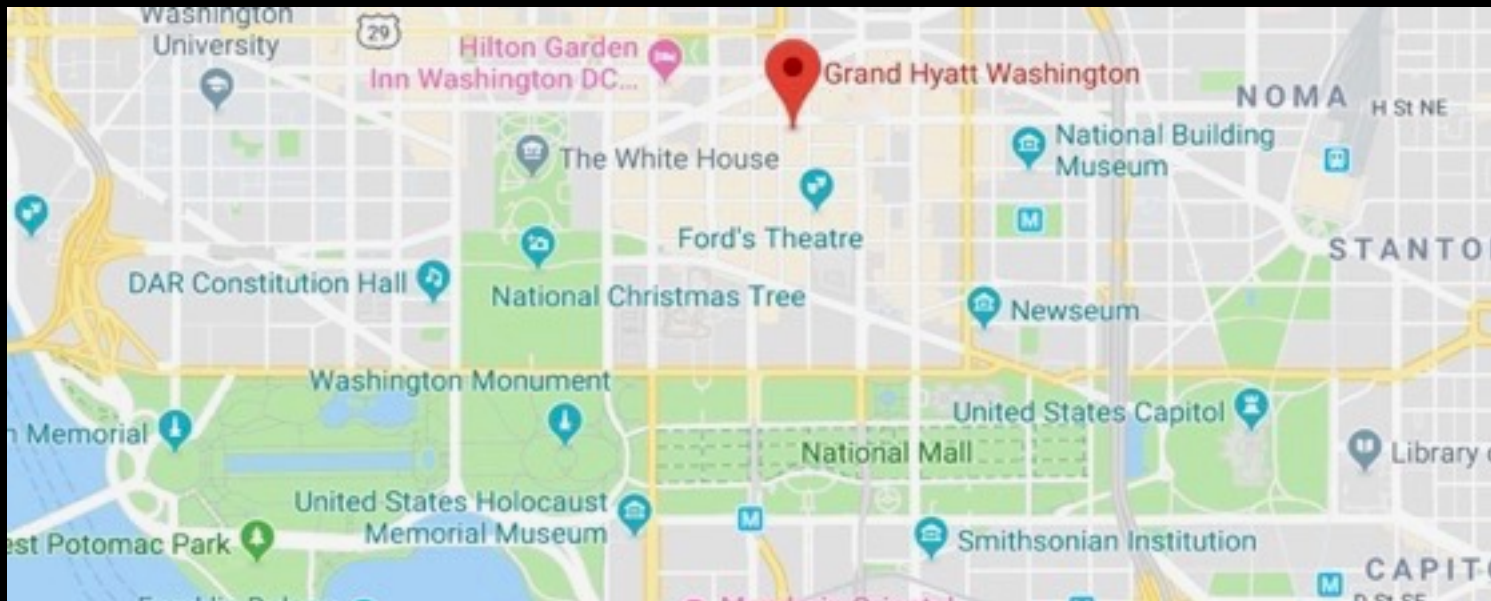 Washington
University
29
Hilton Garden
Inn Washington DC...
Grand Hyatt Washington
NOMA
H St NE
The White House
National Building
Museum
M
Ford's Theatre
STANTO
DAR Constitution Hall
National Christmas Tree
Newseum
Washington Monument
United States Capitol
n Memorial
National Mall
Library
United States Holocaust
Memorial Museum
M
est Potomac Park
Smithsonian Institution
CAPIT
M
D St SE